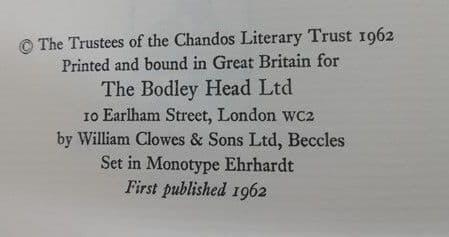 © The Trustees of the Chandos Literary Trust 1962
Printed and bound in Great Britain for
The Bodley Head Ltd
10 Earlham Street, London WC2
by William Clowes & Sons Ltd, Beccles
Set in Monotype Ehrhardt
First published 1962